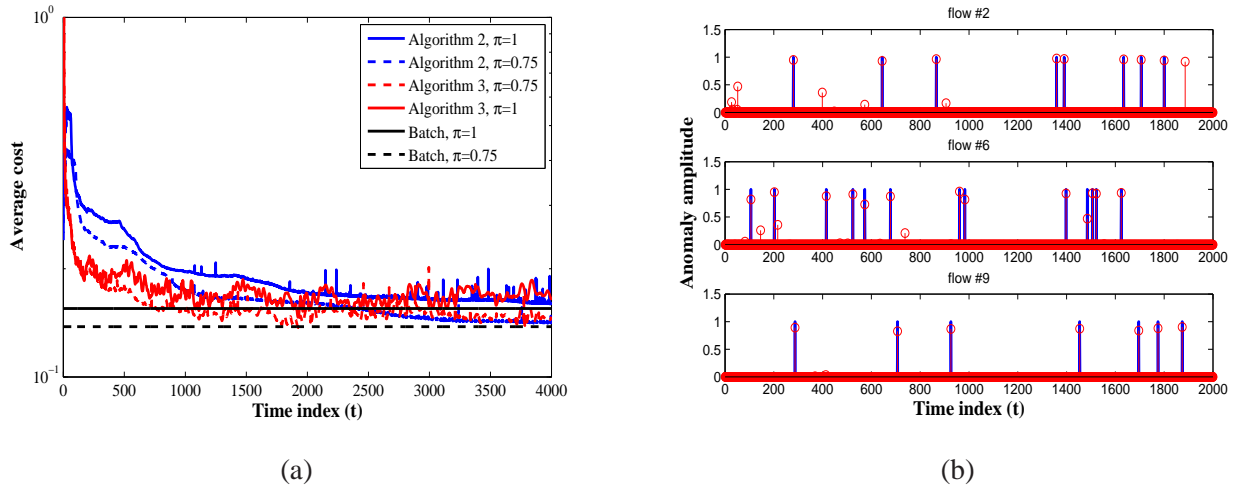 10^0
10^-1
Average cost
0 500 1000 1500 2000 2500 3000 3500 4000
Time index (t)
Algorithm 2, π=1
Algorithm 2, π=0.75
Algorithm 3, π=0.75
Algorithm 3, π=1
Batch, π=1
Batch, π=0.75
(a)
Anomaly amplitude
flow #2
1.5
1
0.5
0
0 200 400 600 800 1000 1200 1400 1600 1800 2000
flow #6
1.5
1
0.5
0
0 200 400 600 800 1000 1200 1400 1600 1800 2000
flow #9
1.5
1
0.5
0
0 200 400 600 800 1000 1200 1400 1600 1800 2000
Time index (t)
(b)